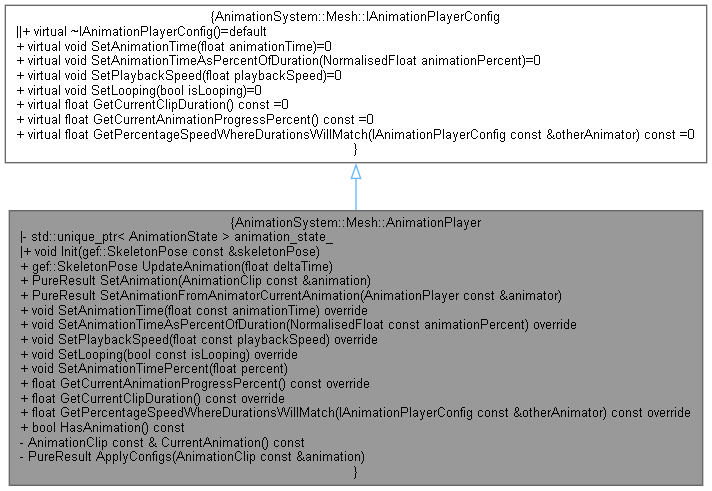 {AnimationSystem::Mesh::IAnimationPlayerConfig
||+ virtual ~IAnimationPlayerConfig()=default
+ virtual void SetAnimationTime(float animationTime)=0
+ virtual void SetAnimationTimeAsPercentOfDuration(NormalisedFloat animationPercent)=0
+ virtual void SetPlaybackSpeed(float playbackSpeed)=0
+ virtual void SetLooping(bool isLooping)=0
+ virtual float GetCurrentClipDuration() const =0
+ virtual float GetCurrentAnimationProgressPercent() const =0
+ virtual float GetPercentageSpeedWhereDurationsWillMatch(IAnimationPlayerConfig const &otherAnimator) const =0
}
{AnimationSystem::Mesh::AnimationPlayer
|- std::unique_ptr< AnimationState > animation_state_
|+ void Init(gef::SkeletonPose const &skeletonPose)
+ gef::SkeletonPose UpdateAnimation(float deltaTime)
+ PureResult SetAnimation(AnimationClip const &animation)
+ PureResult SetAnimationFromAnimatorCurrentAnimation(AnimationPlayer const &animator)
+ void SetAnimationTime(float const animationTime) override
+ void SetAnimationTimeAsPercentOfDuration(NormalisedFloat const animationPercent) override
+ void SetPlaybackSpeed(float const playbackSpeed) override
+ void SetLooping(bool const isLooping) override
+ void SetAnimationTimePercent(float percent)
+ float GetCurrentAnimationProgressPercent() const override
+ float GetCurrentClipDuration() const override
+ float GetPercentageSpeedWhereDurationsWillMatch(IAnimationPlayerConfig const &otherAnimator) const override
+ bool HasAnimation() const
- AnimationClip const & CurrentAnimation() const
- PureResult ApplyConfigs(AnimationClip const &animation)
}